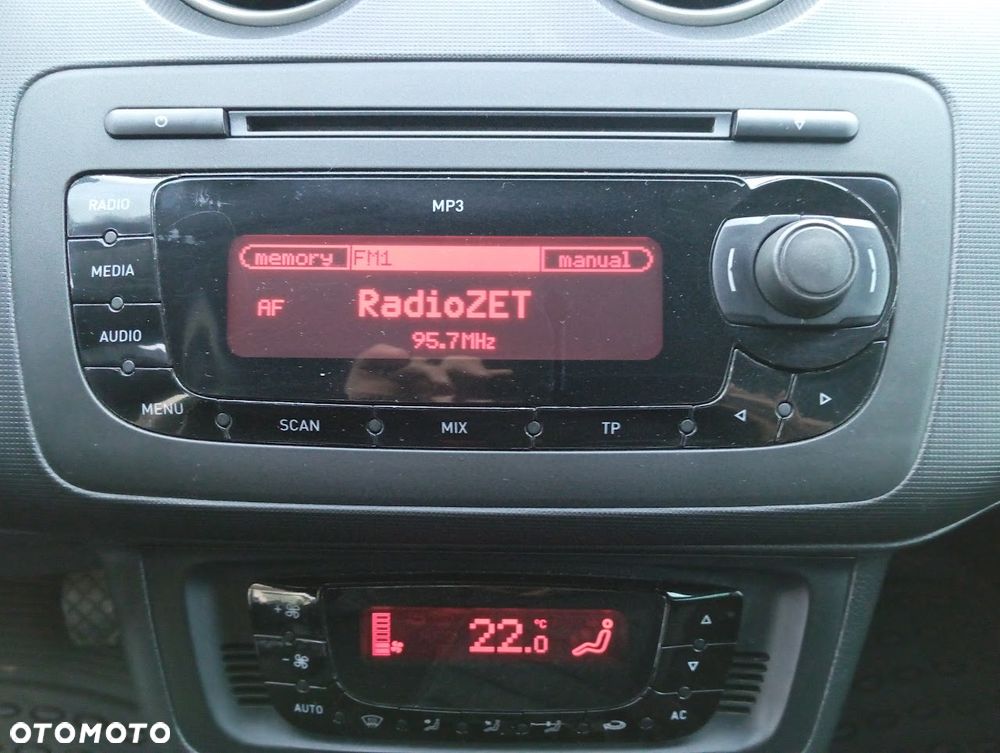 MP3
RADIO
MEDIA
AUDIO
MENU
memory FM1 manual
AF RadioZET
95.7MHz
SCAN MIX TP
22.0 °C
+
-
AUTO
AC
OTOMOTO